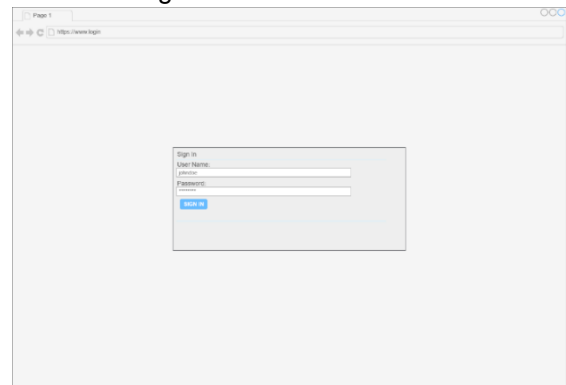 Page 1
https://www.login
Sign in
User Name:
Password:
********
SIGN IN